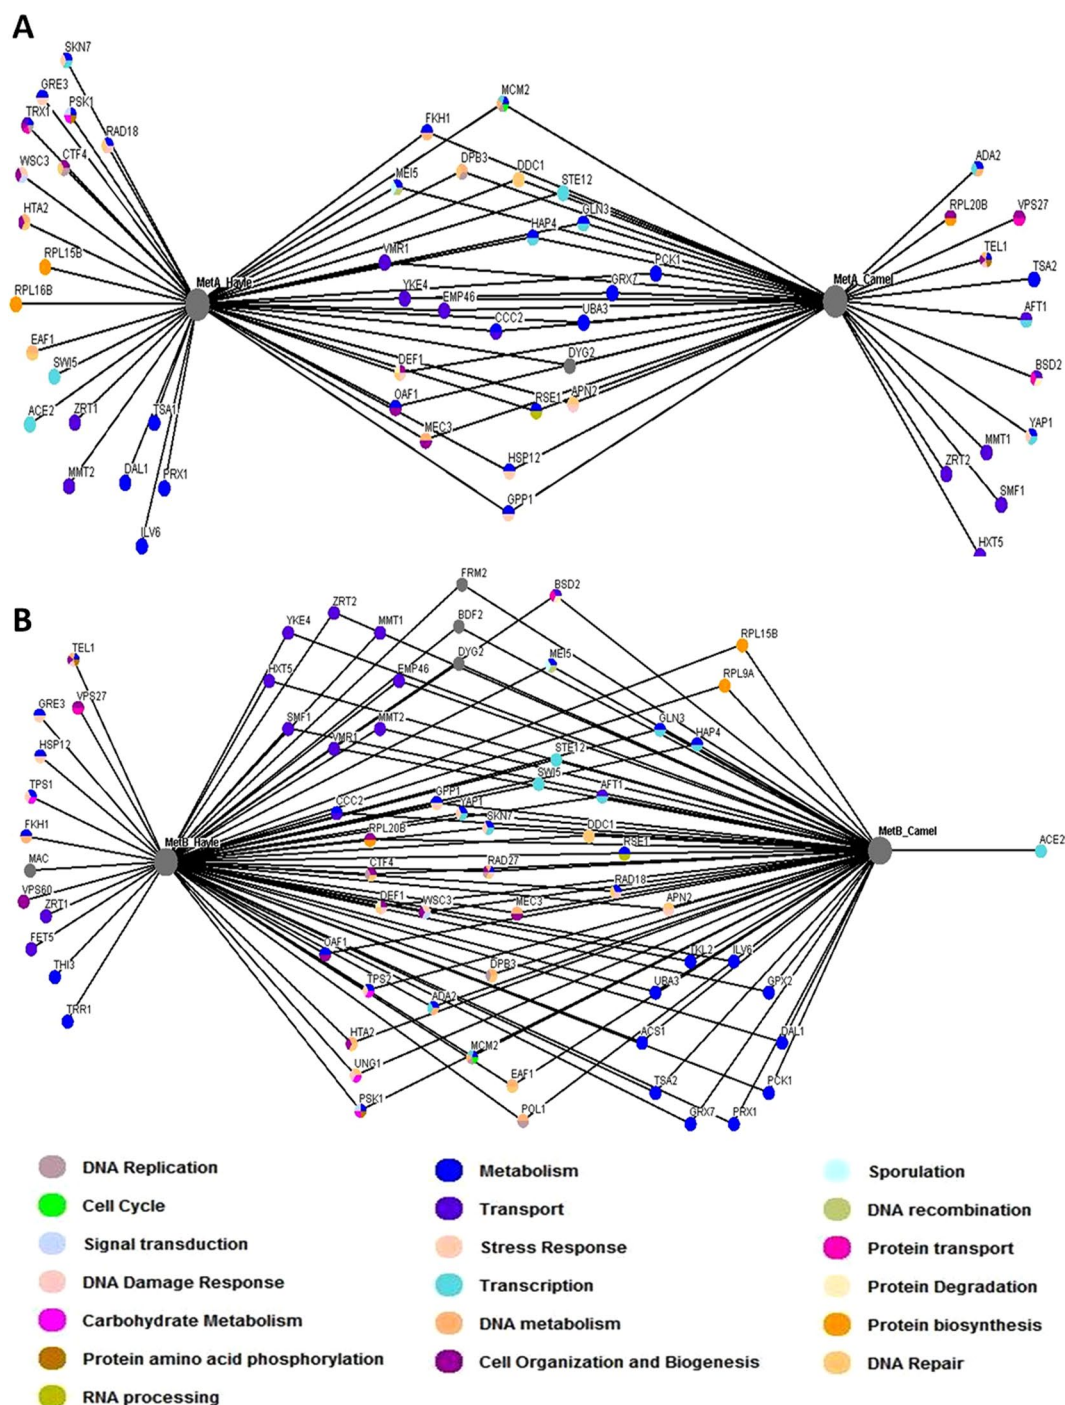 A
SKN7
GRE3
PSK1
TRX1
RAD18
WSC3
CTF4
HTA2
RPL15B
RPL16B
EAF1
SWI5
ACE2
ZRT1
TSA1
MMT2
DAL1
PRX1
ILV6
MetA_Hayle
MCM2
FKH1
DPB3
DDC1
MEI5
STE12
GLN3
HAP4
VMR1
PCK1
YKE4
GRX7
EMP46
UBA3
CCC2
DYG2
DEF1
OAF1
RSE1
APN2
MEC3
HSP12
GPP1
MetA_Camel
ADA2
RPL20B
VPS27
TEL1
TSA2
AFT1
BSD2
YAP1
MMT1
ZRT2
SMF1
HXT5
B
TEL1
VPS27
GRE3
HSP12
TPS1
FKH1
MAC
VPS60
ZRT1
FET5
THI3
TRR1
MetB_Hayle
FRM2
BSD2
ZRT2
YKE4
MMT1
BDF2
DYG2
MEI5
RPL15B
HXT5
EMP46
RPL9A
SMF1
MMT2
VMR1
GLN3
HAP4
STE12
SWI5
AFT1
CCC2
GPP1
YAP1
SKN7
RPL20B
DDC1
RSE1
CTF4
RAD27
RAD18
DEF1
WSC3
MEC3
APN2
OAF1
DPB3
TKL2
ILV6
TPS2
UBA3
GPX2
ADA2
HTA2
MCM2
ACS1
DAL1
UNG1
EAF1
TSA2
PCK1
PSK1
POL1
GRX7
PRX1
MetB_Camel
ACE2
DNA Replication
Cell Cycle
Signal transduction
DNA Damage Response
Carbohydrate Metabolism
Protein amino acid phosphorylation
RNA processing
Metabolism
Transport
Stress Response
Transcription
DNA metabolism
Cell Organization and Biogenesis
Sporulation
DNA recombination
Protein transport
Protein Degradation
Protein biosynthesis
DNA Repair